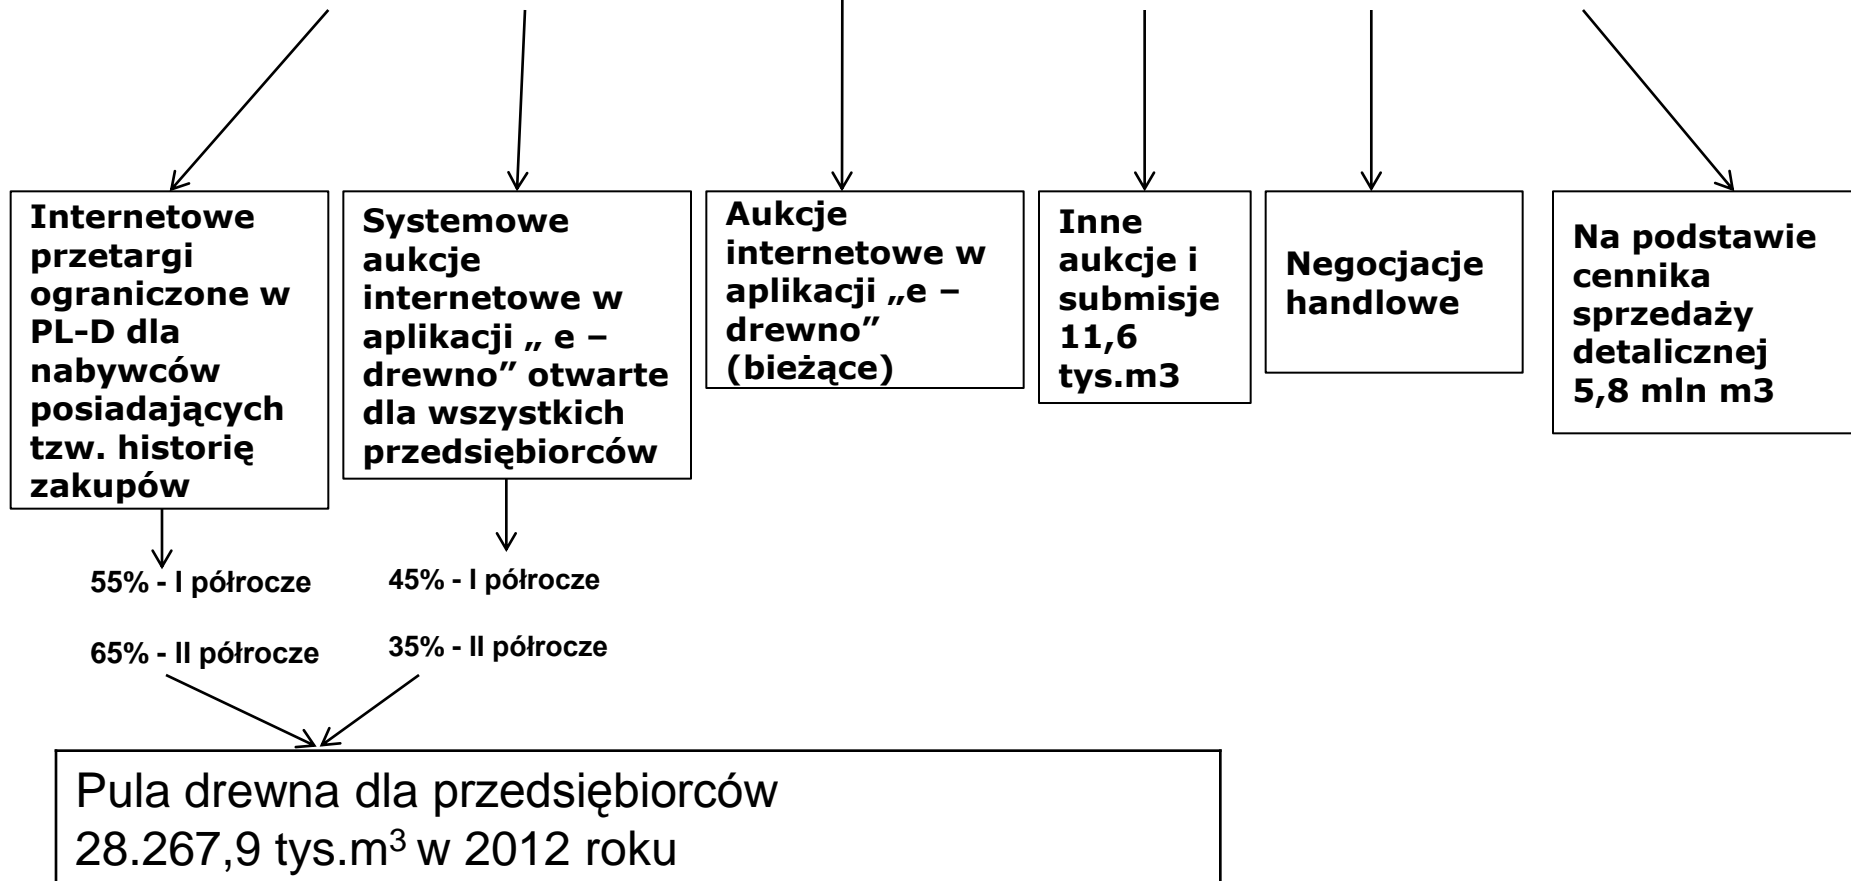 Internetowe
przetargi
ograniczone w
PL-D dla
nabywców
posiadających
tzw. historię
zakupów
Systemowe
aukcje
internetowe w
aplikacji „ e –
drewno” otwarte
dla wszystkich
przedsiębiorców
Aukcje
internetowe w
aplikacji „e –
drewno”
(bieżące)
Inne
aukcje i
submisje
11,6
tys.m3
Negocjacje
handlowe
Na podstawie
cennika
sprzedaży
detalicznej
5,8 mln m3
55% - I półrocze
65% - II półrocze
45% - I półrocze
35% - II półrocze
Pula drewna dla przedsiębiorców
28.267,9 tys.m³ w 2012 roku